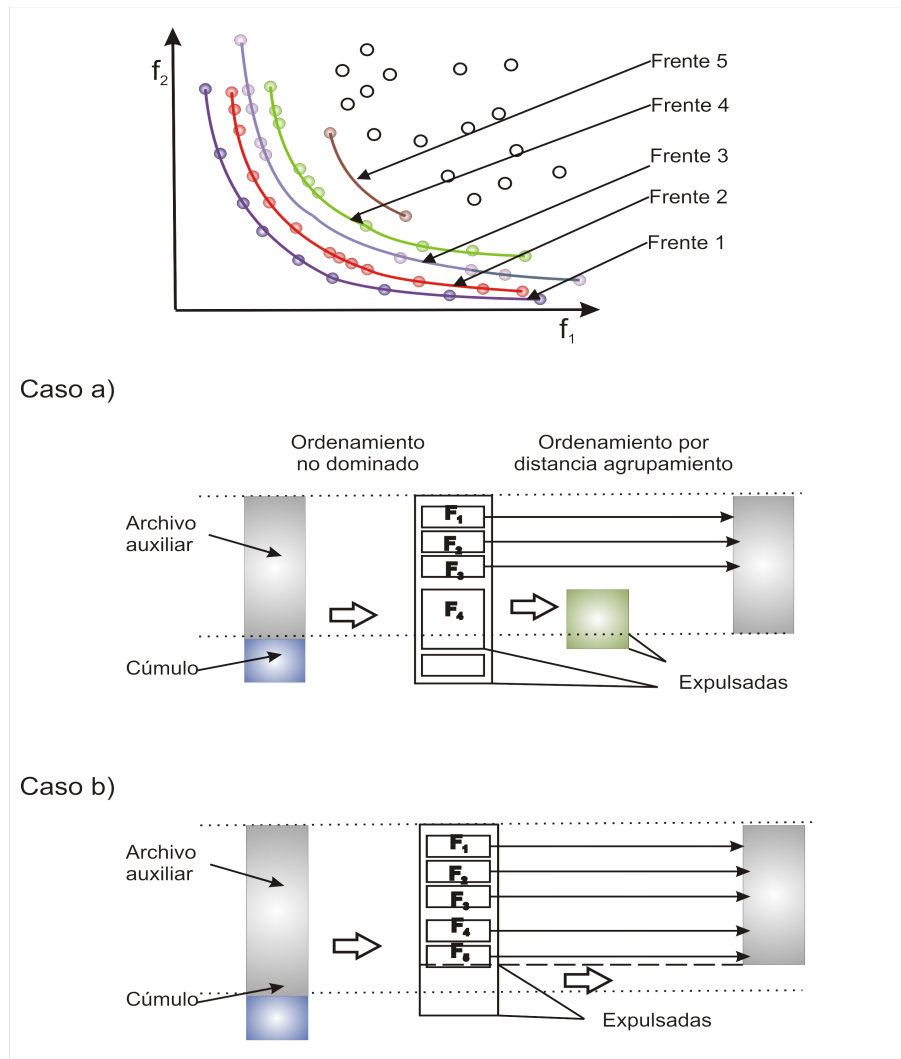 f2
Frente 5
Frente 4
Frente 3
Frente 2
Frente 1
f1
Caso a)
Ordenamiento
no dominado
Ordenamiento por
distancia agrupamiento
Archivo
auxiliar
F1
F2
F3
F4
Cúmulo
Expulsadas
Caso b)
Archivo
auxiliar
F1
F2
F3
F4
F5
Cúmulo
Expulsadas